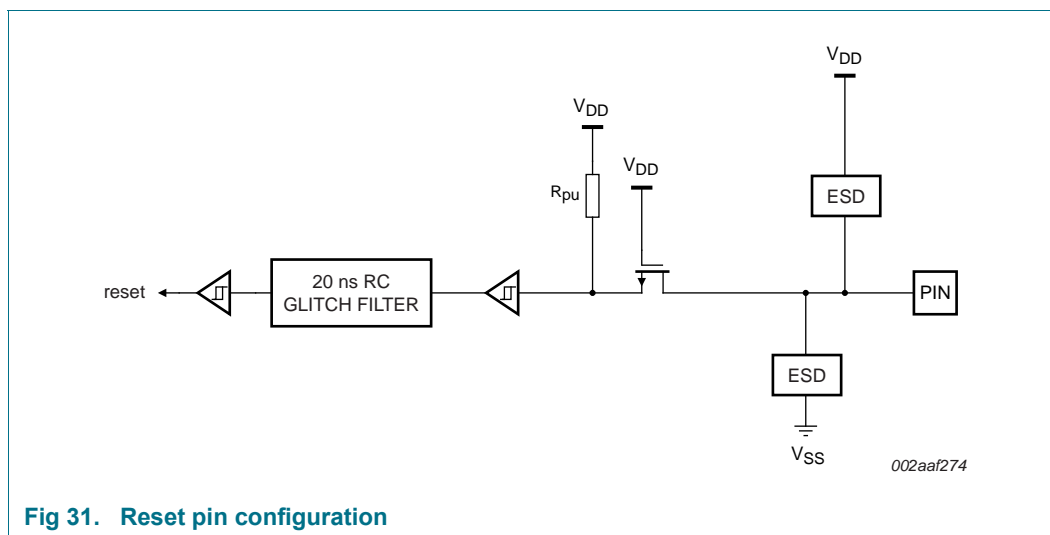 VDD
VDD
VDD
Rpu
ESD
reset
20 ns RC
GLITCH FILTER
PIN
ESD
VSS
002aaf274
Fig 31. Reset pin configuration